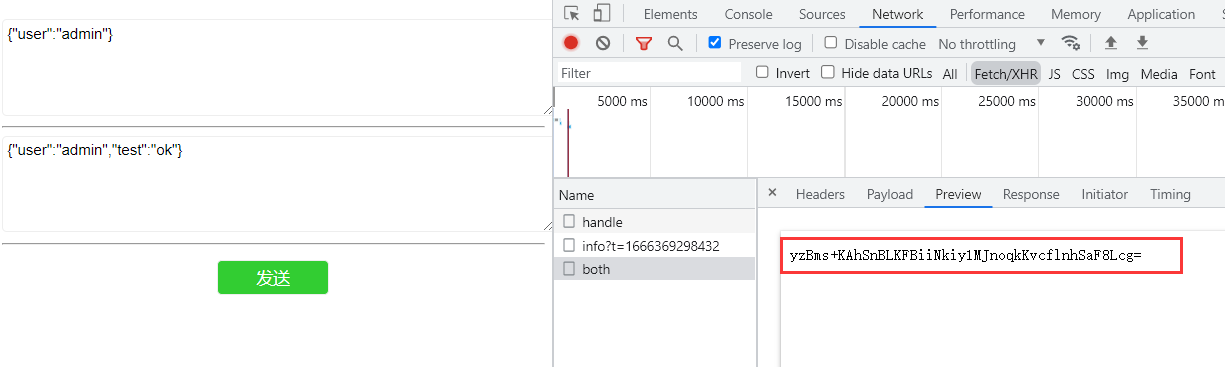 {"user":"admin"}
{"user":"admin","test":"ok"}
发送
Elements Console Sources Network Performance Memory Application
Preserve log Disable cache No throttling
Filter Invert Hide data URLs All Fetch/XHR JS CSS Img Media Font
5000 ms 10000 ms 15000 ms 20000 ms 25000 ms 30000 ms 35000
Name
handle
info?t=1666369298432
both
× Headers Payload Preview Response Initiator Timing
yzBms+KAhSnBLKFBiiNkiy1MJnoqkKvcflnhSaF8Lcg=